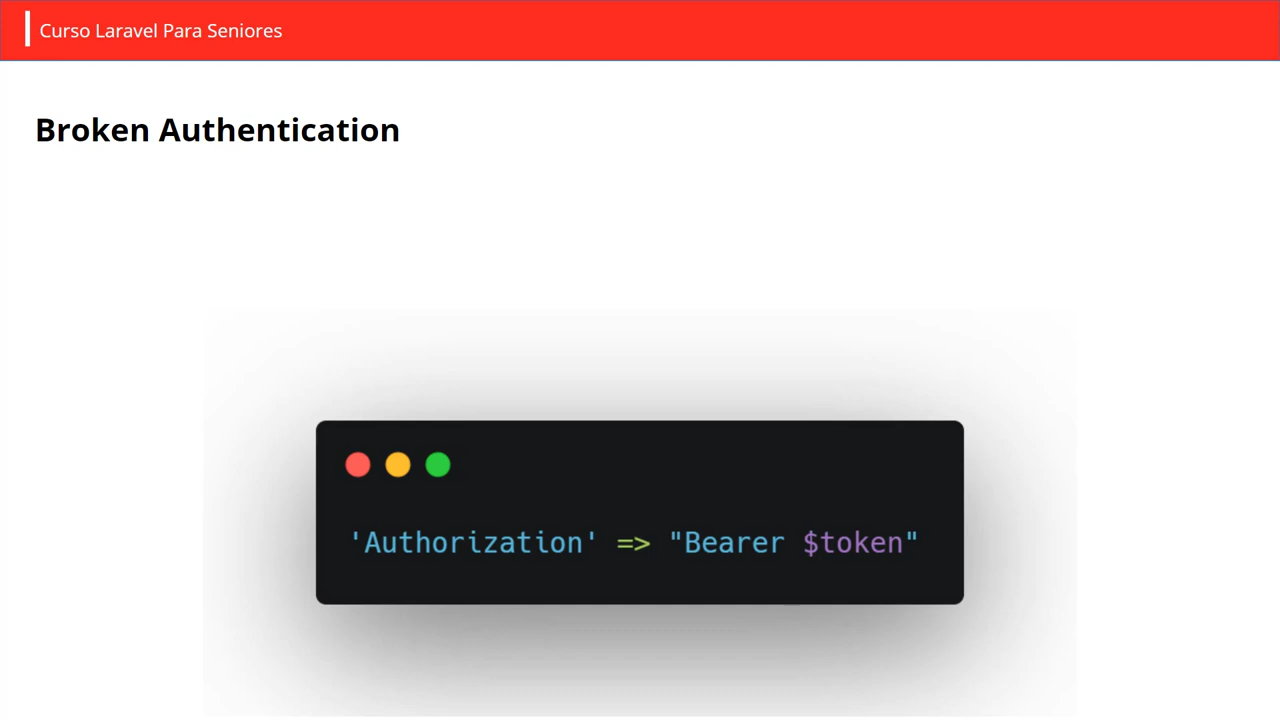 Curso Laravel Para Seniores
Broken Authentication
'Authorization' => "Bearer $token"